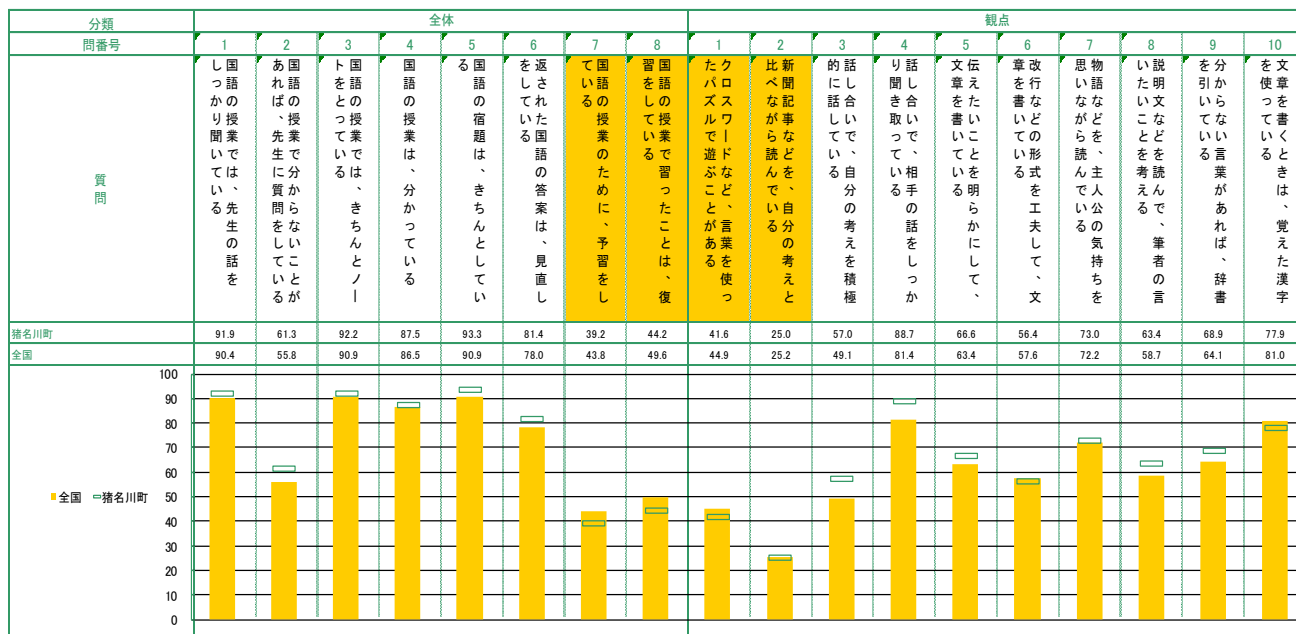 分類 全体 観点
問番号 1 2 3 4 5 6 7 8 1 2 3 4 5 6 7 8 9 10
質問
国語の授業では、先生の話を
しっかり聞いている
国語の授業で分からないことが
あれば、先生に質問をしている
国語の授業では、きちんとノー
トをとっている
国語の授業は、分かっている
国語の宿題は、きちんとしてい
る
返された国語の答案は、見直し
をしている
国語の授業のために、予習をし
ている
国語の授業で習ったことは、復
習をしている
クロスワードなど、言葉を使っ
たパズルで遊ぶことがある
新聞記事などを、自分の考えと
比べながら読んでいる
話し合いで、自分の考えを積極
的に話している
話し合いで、相手の話をしっか
り聞き取っている
伝えたいことを明らかにして、
文章を書いている
改行などの形式を工夫して、文
章を書いている
物語などを、主人公の気持ちを
思いながら読んでいる
説明文などを読んで、筆者の言
いたいことを考える
分からない言葉があれば、辞書
を引いている
文章を書くときは、覚えた漢字
を使っている
猪名川町 91.9 61.3 92.2 87.5 93.3 81.4 39.2 44.2 41.6 25.0 57.0 88.7 66.6 56.4 73.0 63.4 68.9 77.9
全国 90.4 55.8 90.9 86.5 90.9 78.0 43.8 49.6 44.9 25.2 49.1 81.4 63.4 57.6 72.2 58.7 64.1 81.0
100
90
80
70
60
50
40
30
20
10
0
全国 猪名川町